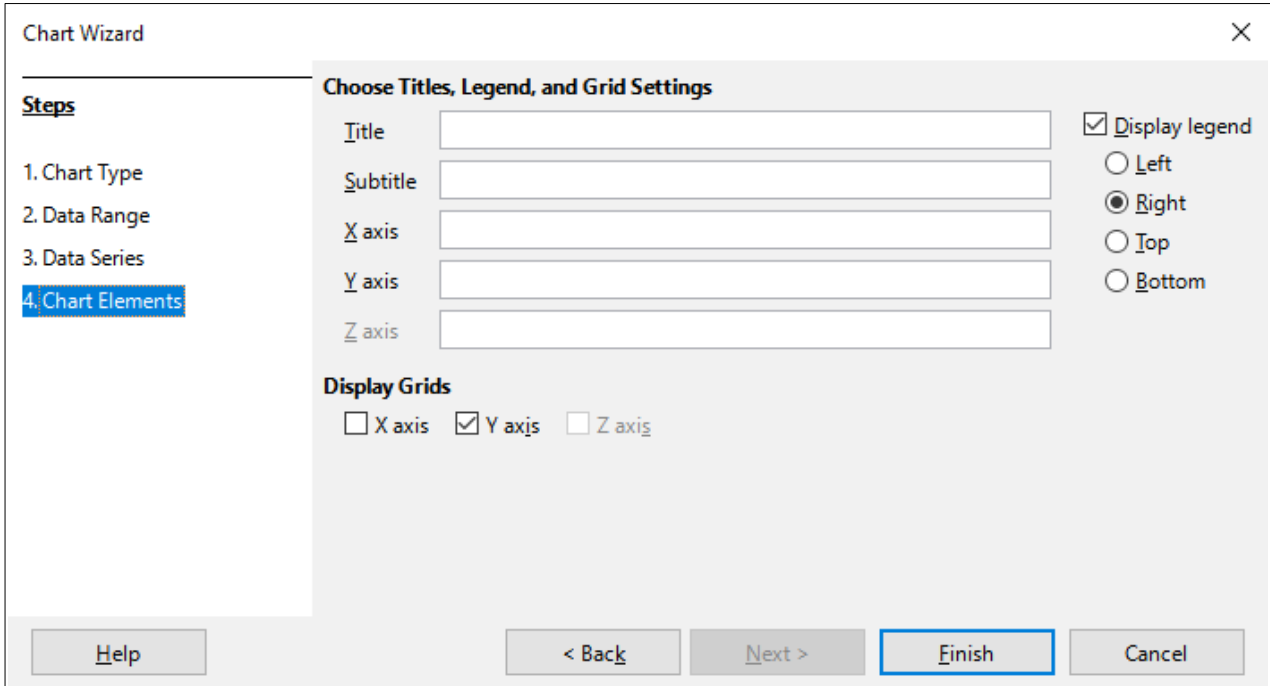 Chart Wizard
Steps
1. Chart Type
2. Data Range
3. Data Series
4. Chart Elements
Choose Titles, Legend, and Grid Settings
Title
Subtitle
X axis
Y axis
Z axis
Display legend
Left
Right
Top
Bottom
Display Grids
X axis Y axis Z axis
Help < Back Next > Finish Cancel